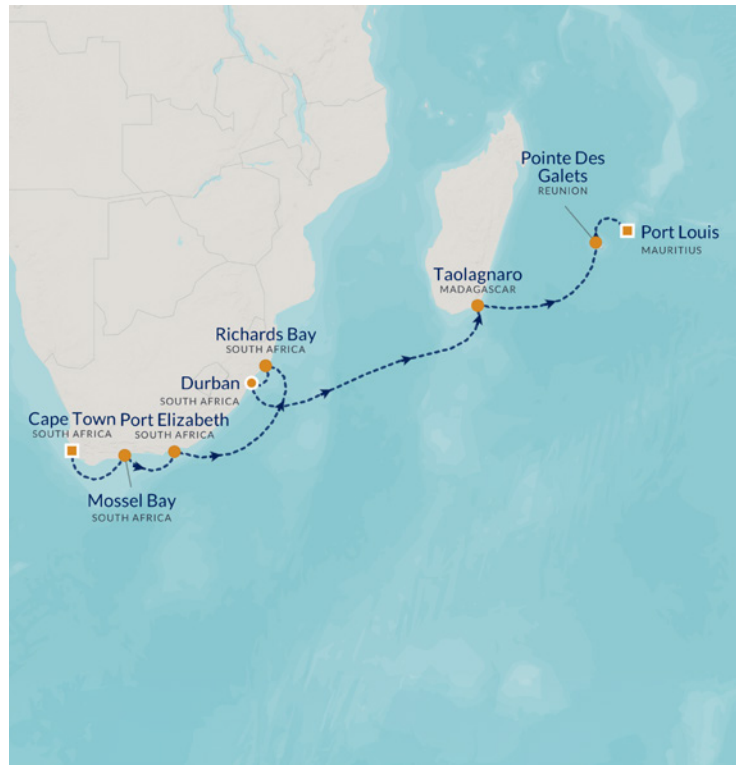 Pointe Des
Galets
REUNION
Port Louis
MAURITIUS
Taolagnaro
MADAGASCAR
Richards Bay
SOUTH AFRICA
Durban
SOUTH AFRICA
Cape Town
SOUTH AFRICA
Port Elizabeth
SOUTH AFRICA
Mossel Bay
SOUTH AFRICA